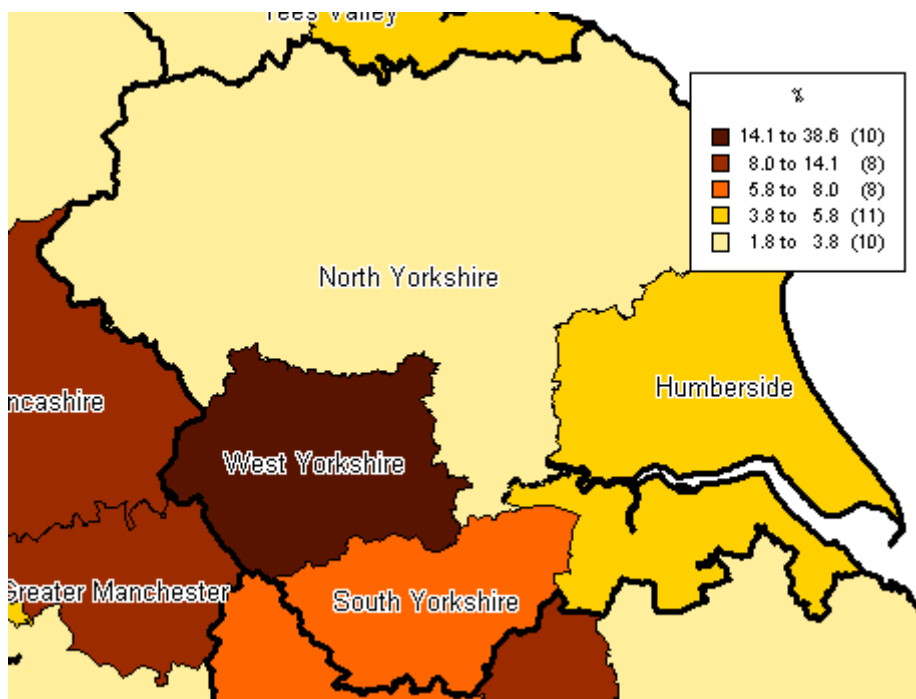 Tees Valley
%
14.1 to 38.6 (10)
8.0 to 14.1 (8)
5.8 to 8.0 (8)
3.8 to 5.8 (11)
1.8 to 3.8 (10)
North Yorkshire
Humberside
ncashire
West Yorkshire
Greater Manchester
South Yorkshire